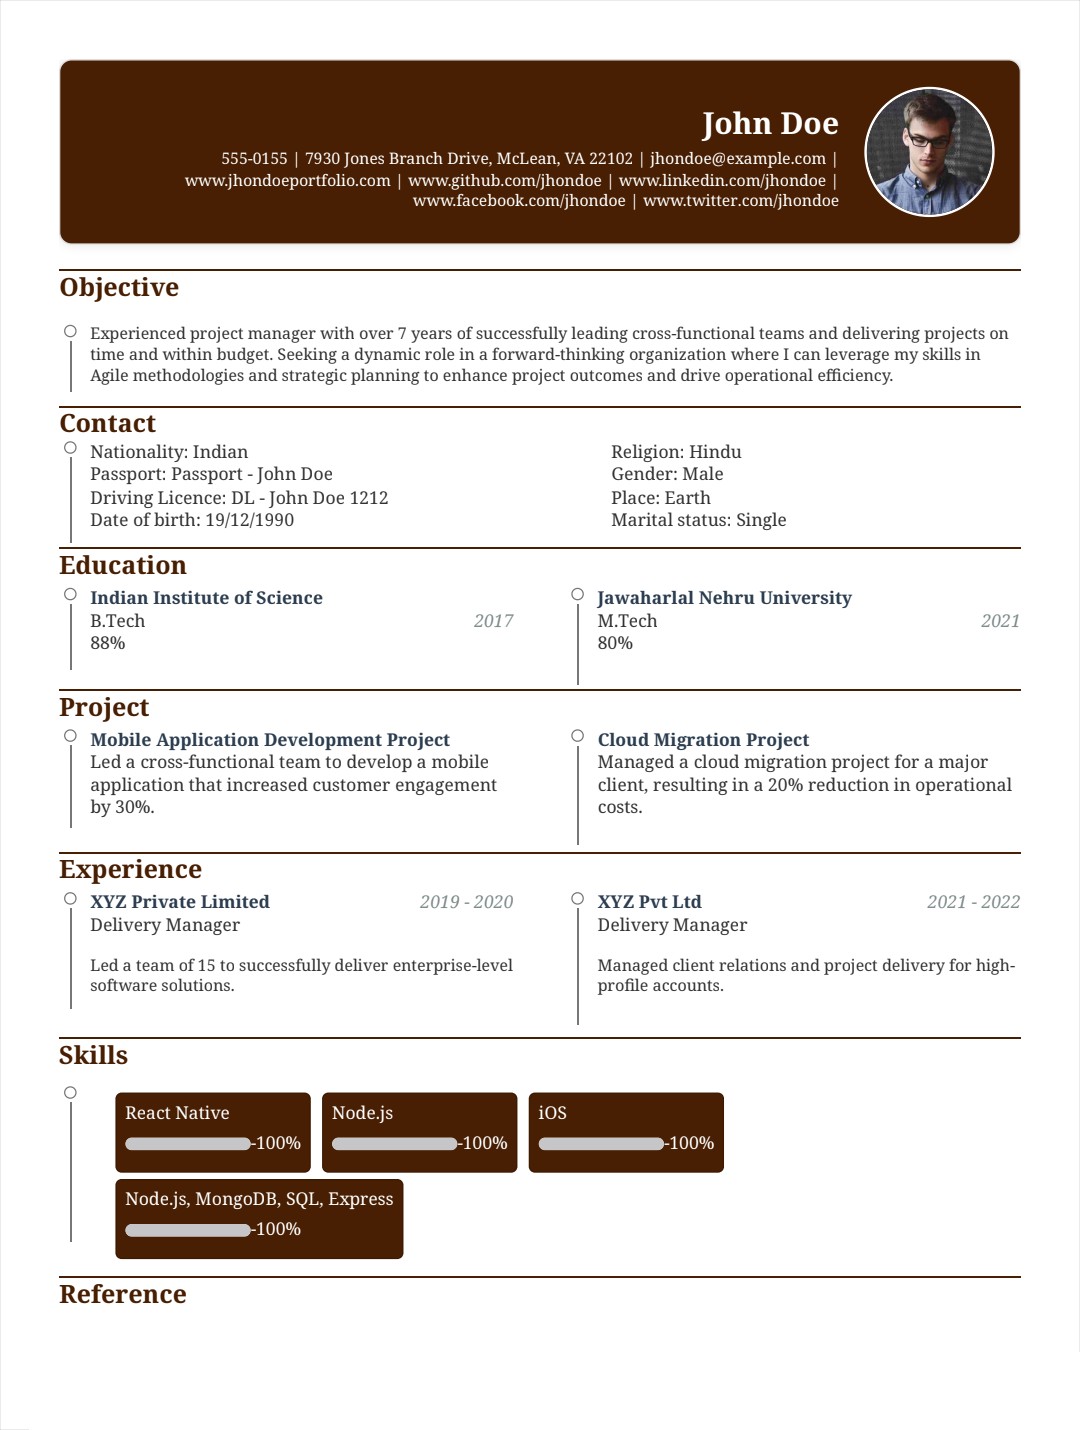 John Doe
555-0155 | 7930 Jones Branch Drive, McLean, VA 22102 | jhondoe@example.com |
www.jhondoeportfolio.com | www.github.com/jhondoe | www.linkedin.com/jhondoe |
www.facebook.com/jhondoe | www.twitter.com/jhondoe
Objective
Experienced project manager with over 7 years of successfully leading cross-functional teams and delivering projects on
time and within budget. Seeking a dynamic role in a forward-thinking organization where I can leverage my skills in
Agile methodologies and strategic planning to enhance project outcomes and drive operational efficiency.
Contact
Nationality: Indian
Passport: Passport - John Doe
Driving Licence: DL - John Doe 1212
Date of birth: 19/12/1990
Religion: Hindu
Gender: Male
Place: Earth
Marital status: Single
Education
Indian Institute of Science
B.Tech 2017
88%
Jawaharlal Nehru University
M.Tech 2021
80%
Project
Mobile Application Development Project
Led a cross-functional team to develop a mobile
application that increased customer engagement
by 30%.
Cloud Migration Project
Managed a cloud migration project for a major
client, resulting in a 20% reduction in operational
costs.
Experience
XYZ Private Limited 2019 - 2020
Delivery Manager
Led a team of 15 to successfully deliver enterprise-level
software solutions.
XYZ Pvt Ltd 2021 - 2022
Delivery Manager
Managed client relations and project delivery for high-
profile accounts.
Skills
React Native
-100%
Node.js
-100%
iOS
-100%
Node.js, MongoDB, SQL, Express
-100%
Reference